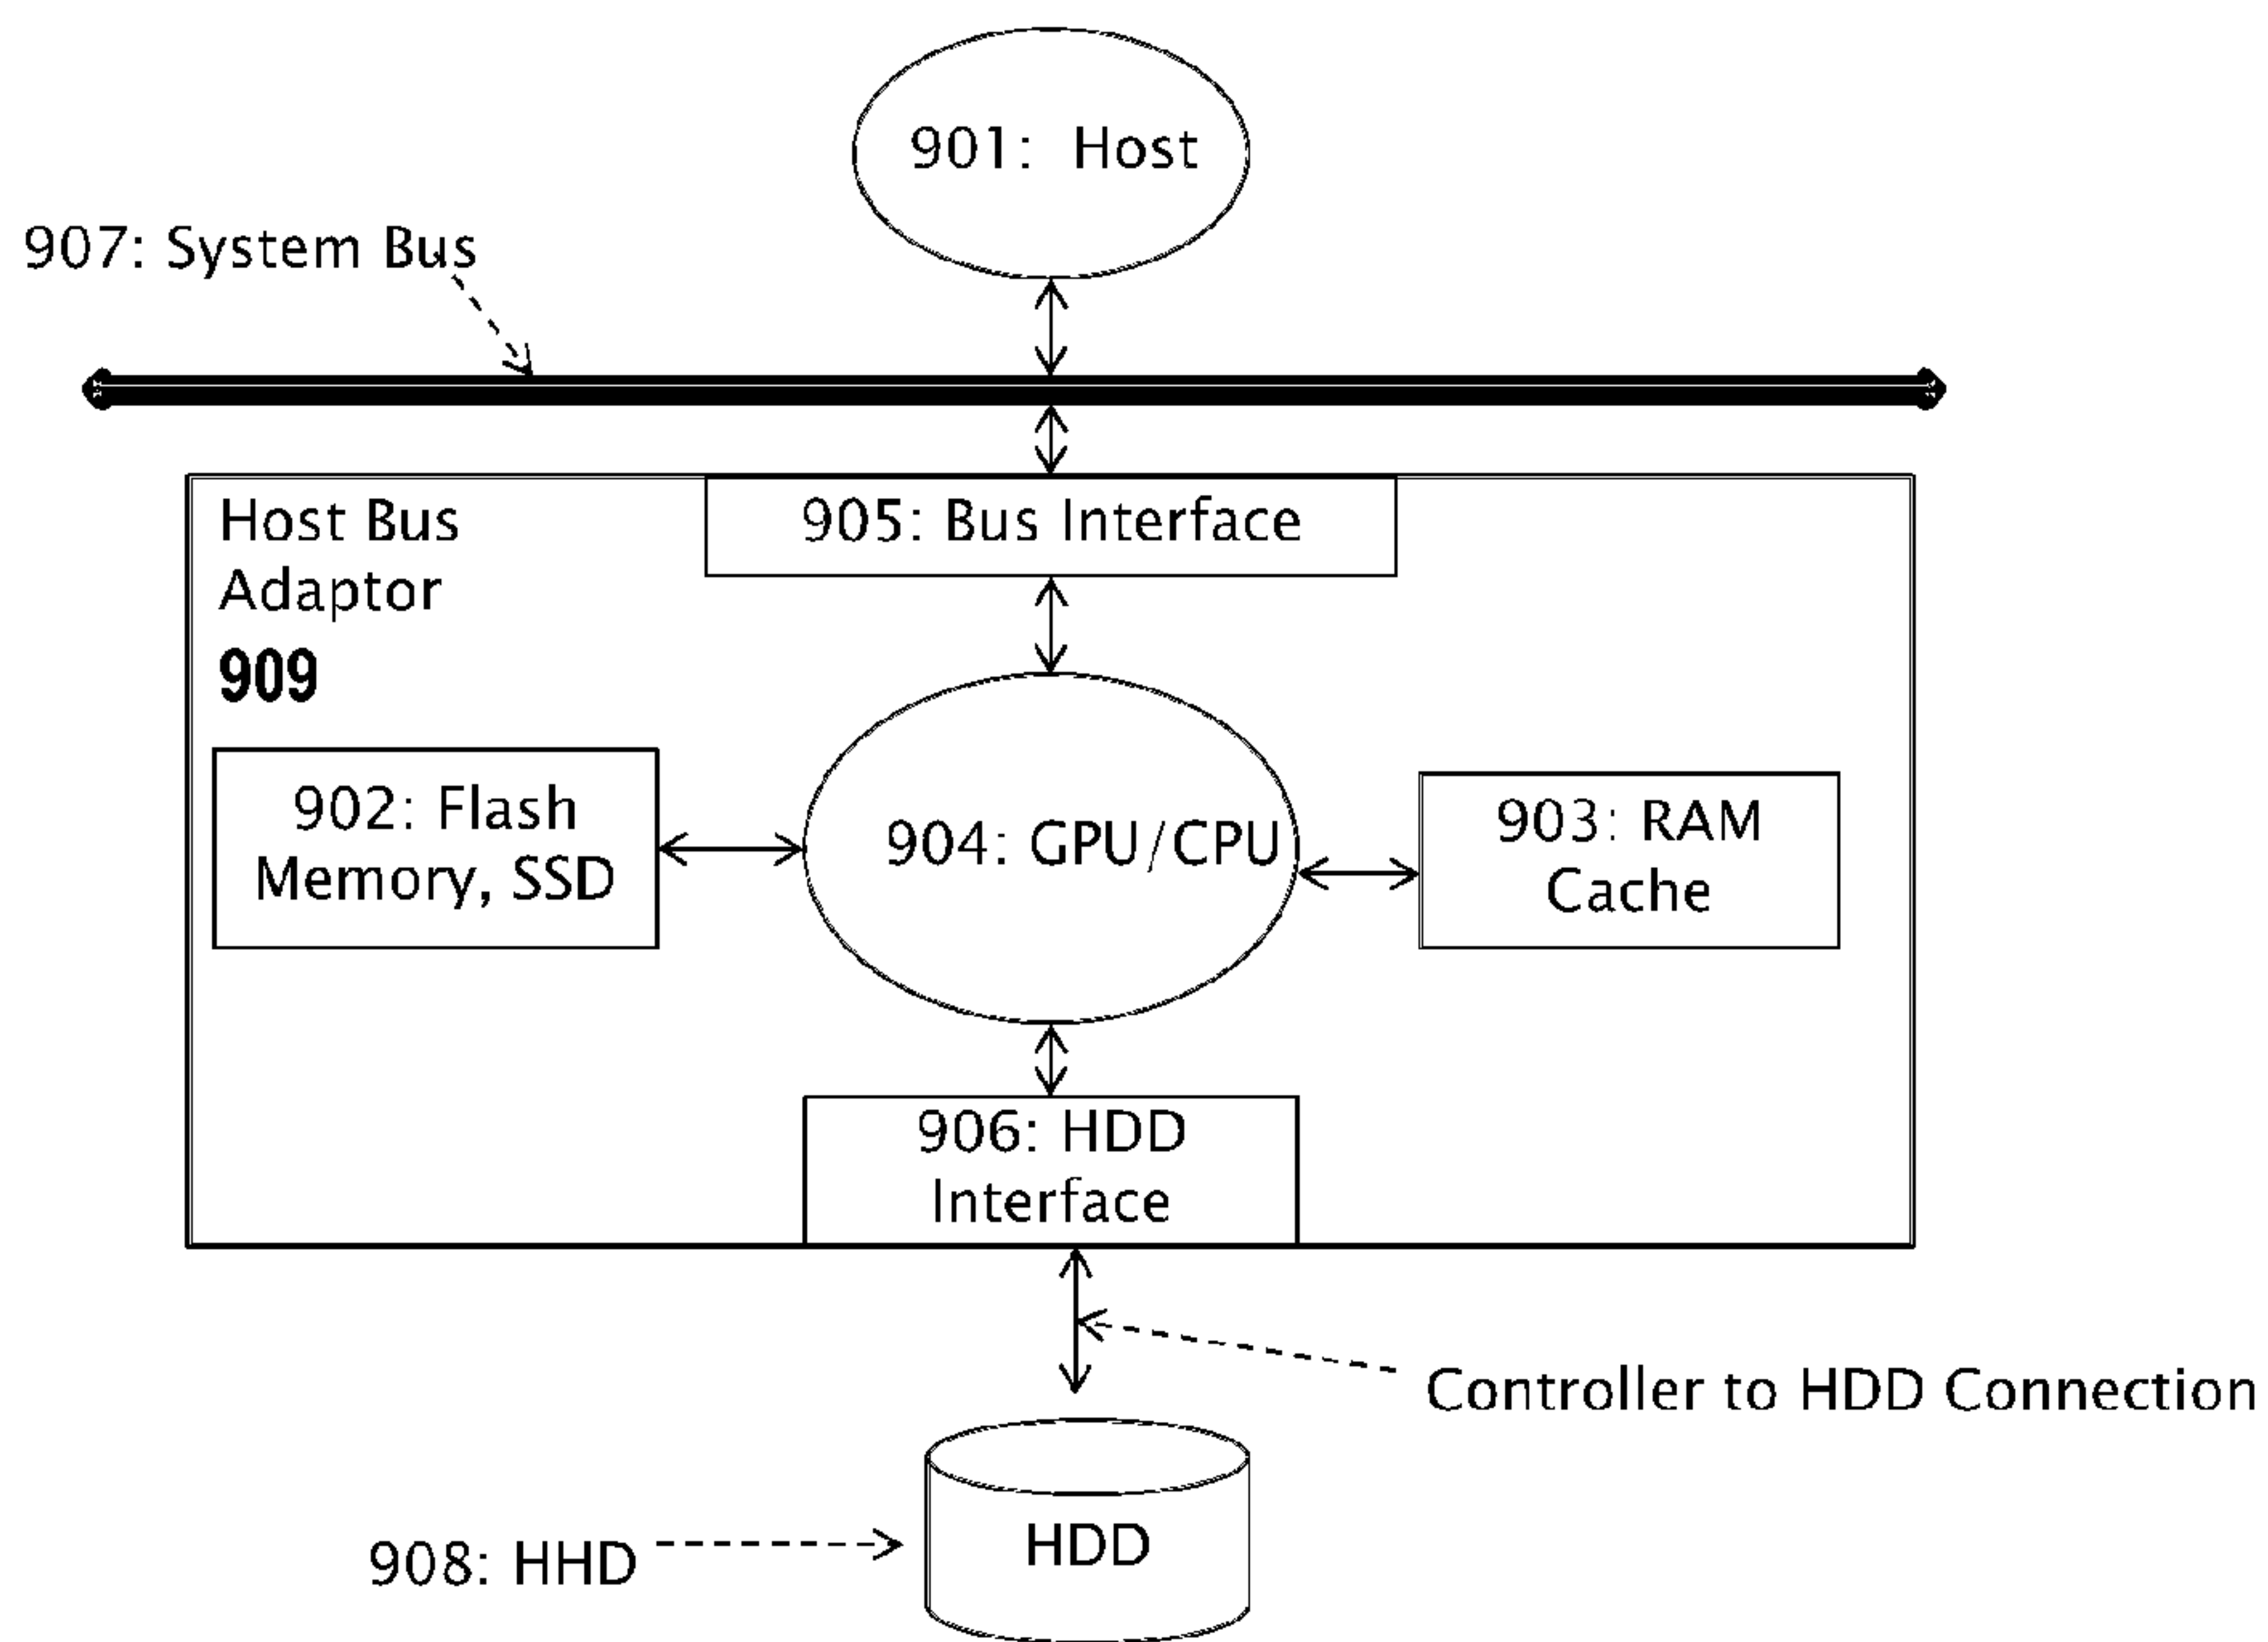 901: Host
907: System Bus
Host Bus
Adaptor
909
905: Bus Interface
902: Flash
Memory, SSD
904: GPU/CPU
903: RAM
Cache
906: HDD
Interface
Controller to HDD Connection
908: HHD
HDD